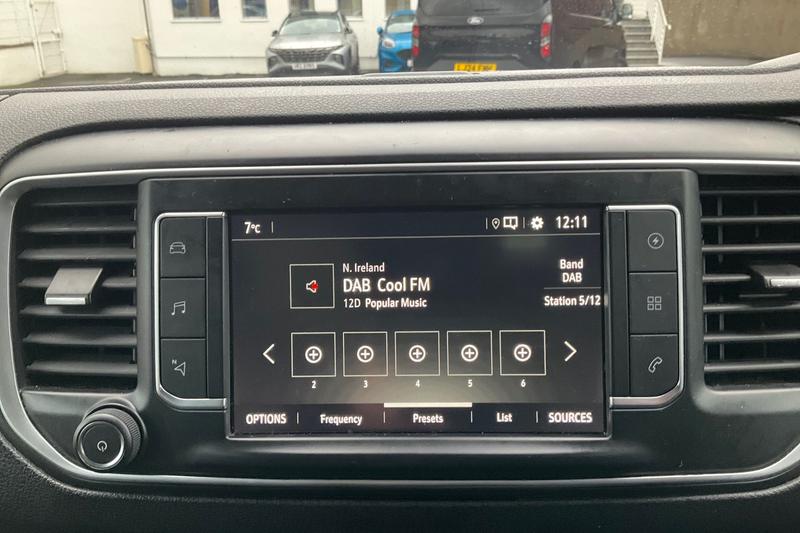 7°C
12:11
N. Ireland
DAB Cool FM
12D Popular Music
Band
DAB
Station 5/12
2 3 4 5 6
OPTIONS Frequency Presets List SOURCES